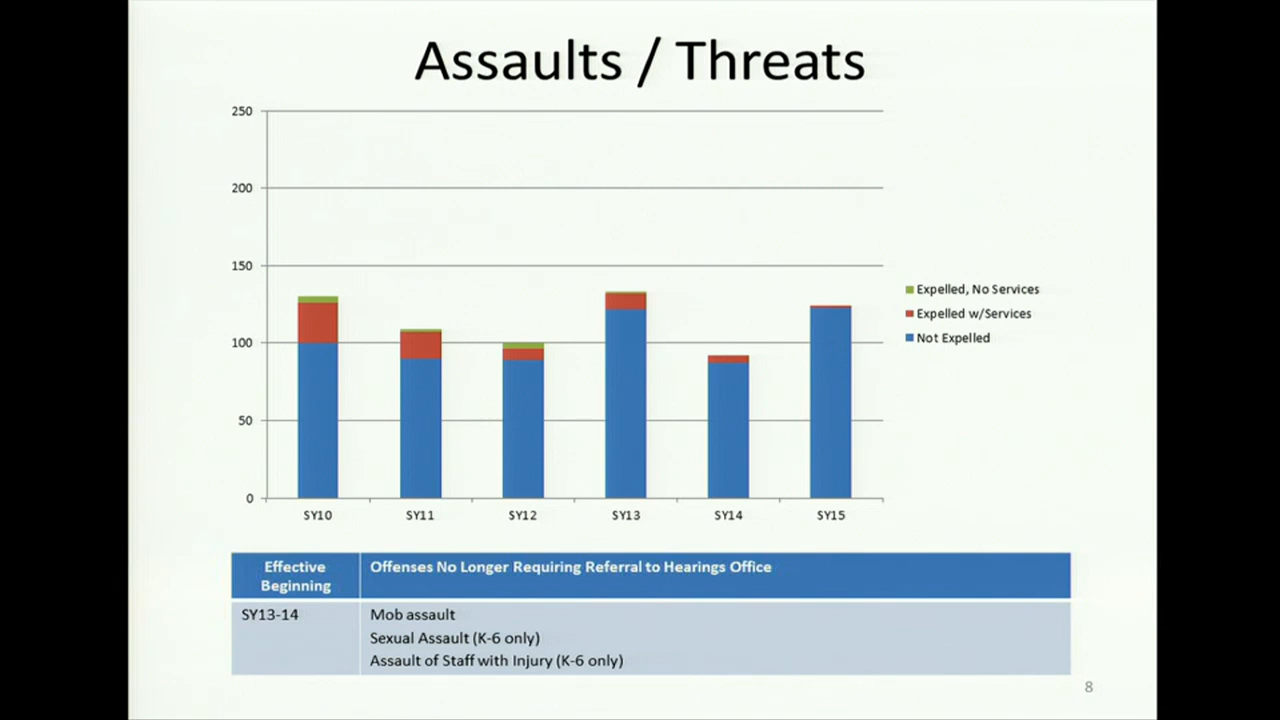 Assaults / Threats
250
200
150
100
50
0
SY10 SY11 SY12 SY13 SY14 SY15
Expelled, No Services
Expelled w/Services
Not Expelled
Effective Beginning
Offenses No Longer Requiring Referral to Hearings Office
SY13-14
Mob assault
Sexual Assault (K-6 only)
Assault of Staff with Injury (K-6 only)
8